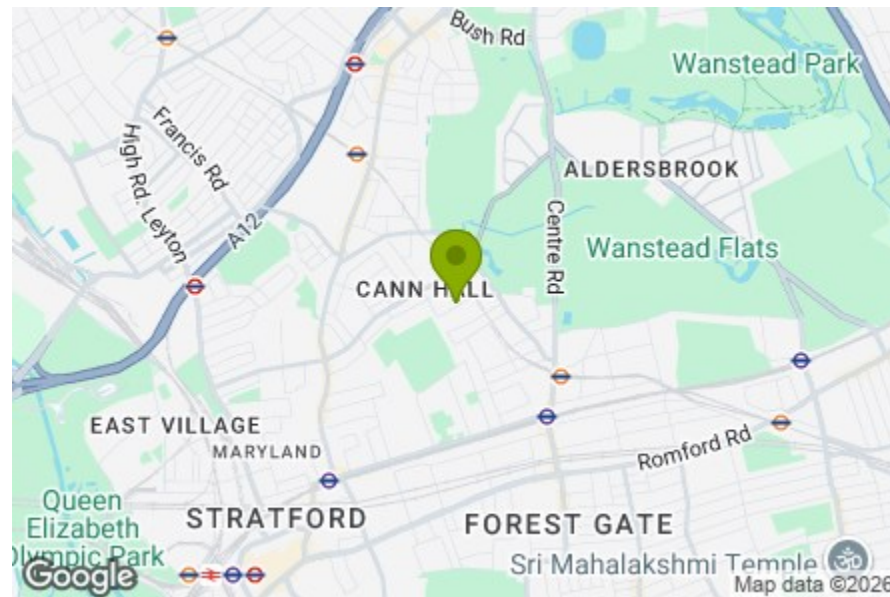 Bush Rd
Wanstead Park
Francis Rd
High Rd. Leyton
ALDERSBROOK
A12
Centre Rd
Wanstead Flats
CANN HALL
EAST VILLAGE
MARYLAND
Romford Rd
Queen
Elizabeth
Olympic Park
STRATFORD
FOREST GATE
Sri Mahalakshmi Temple
Google
Map data ©2026